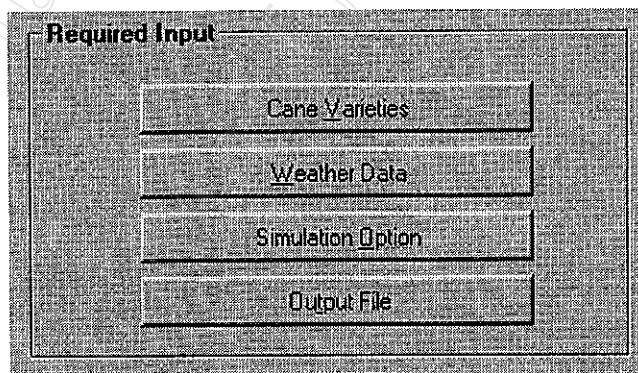 Required Input
Cane Varieties
Weather Data
Simulation Option
Output File